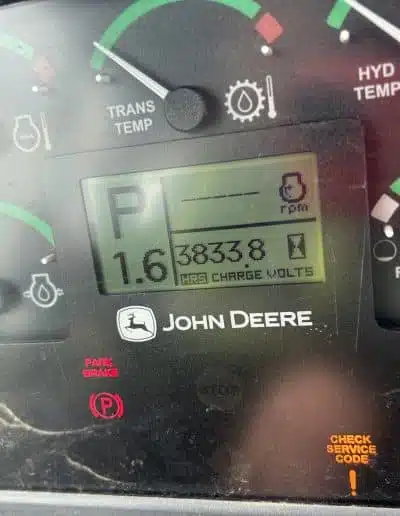 TRANS
TEMP
HYD
TEMP
P
rpm
1.6
3833.8
HRS CHARGE VOLTS
JOHN DEERE
PARK
BRAKE
P
STOP
CHECK
SERVICE
CODE
!